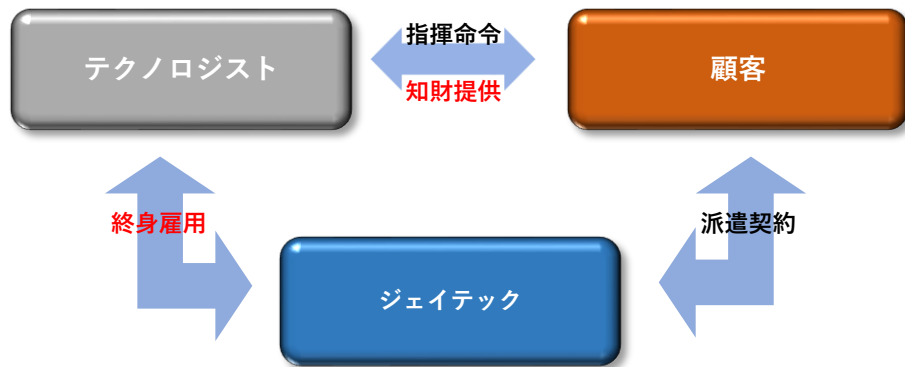 テクノロジスト
指揮命令
知財提供
顧客
終身雇用
派遣契約
ジェイテック